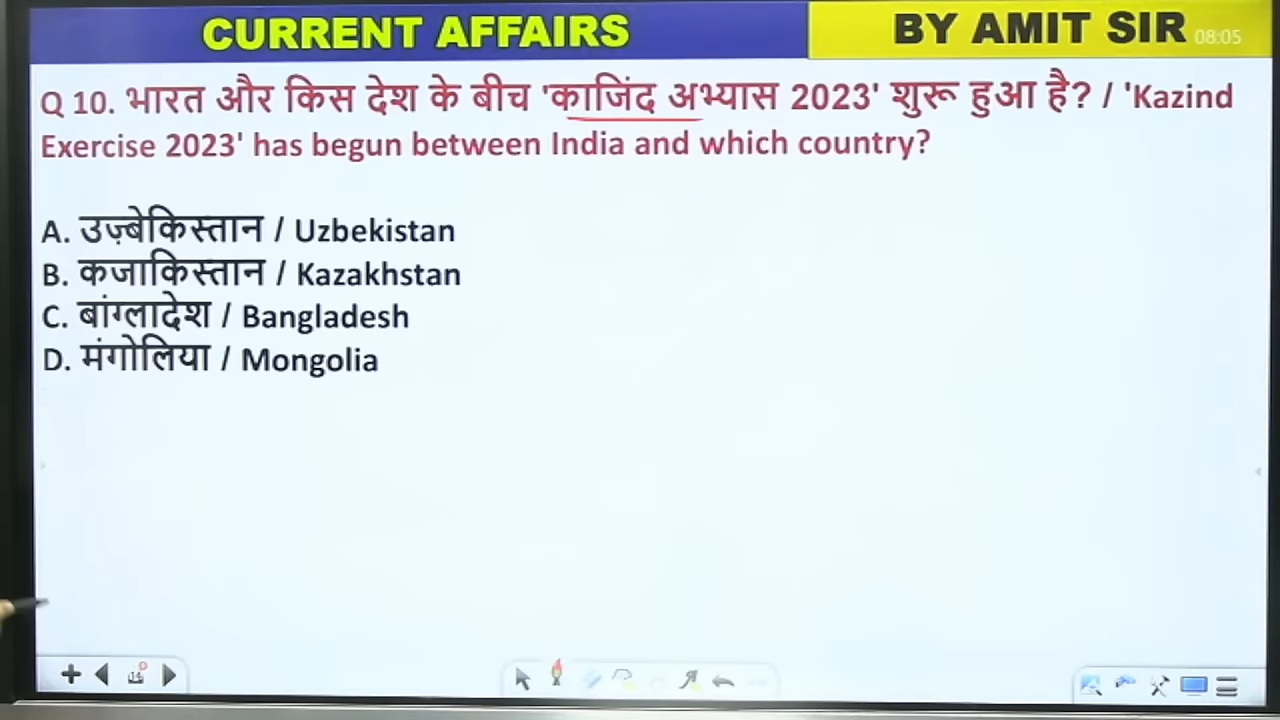 CURRENT AFFAIRS
BY AMIT SIR
08:05
Q 10. भारत और किस देश के बीच 'काजिंद अभ्यास 2023' शुरू हुआ है? / 'Kazind
Exercise 2023' has begun between India and which country?
A. उज़्बेकिस्तान / Uzbekistan
B. कजाकिस्तान / Kazakhstan
C. बांग्लादेश / Bangladesh
D. मंगोलिया / Mongolia